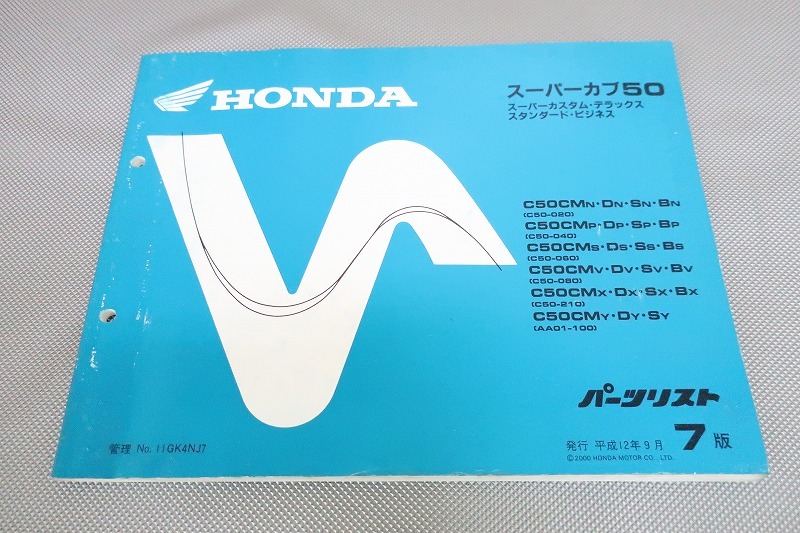 HONDA
スーパーカブ50
スーパーカスタム・デラックス
スタンダード・ビジネス
C50CMN・DN・SN・BN
(C50-020)
C50CMP・DP・SP・BP
(C50-040)
C50CMS・DS・SS・BS
(C50-060)
C50CMV・DV・SV・BV
(C50-080)
C50CMX・DX・SX・BX
(C50-210)
C50CMY・DY・SY
(AA01-100)
パーツリスト
管理 No. 11GK4NJ7
発行 平成12年9月 7版
©2000 HONDA MOTOR CO., LTD.